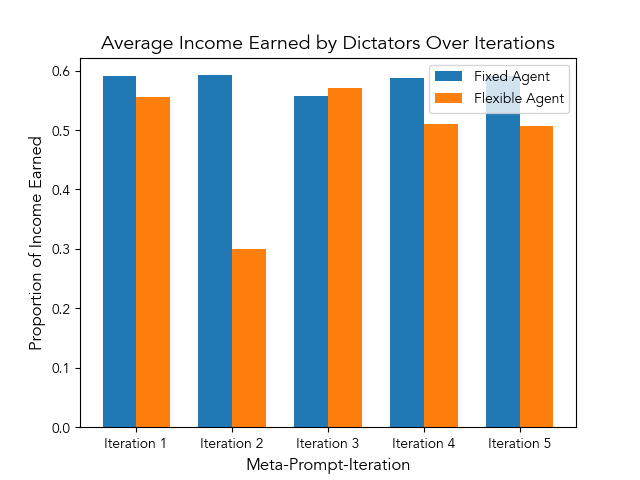 Average Income Earned by Dictators Over Iterations
Fixed Agent
Flexible Agent
Proportion of Income Earned
0.6
0.5
0.4
0.3
0.2
0.1
0.0
Iteration 1 Iteration 2 Iteration 3 Iteration 4 Iteration 5
Meta-Prompt-Iteration